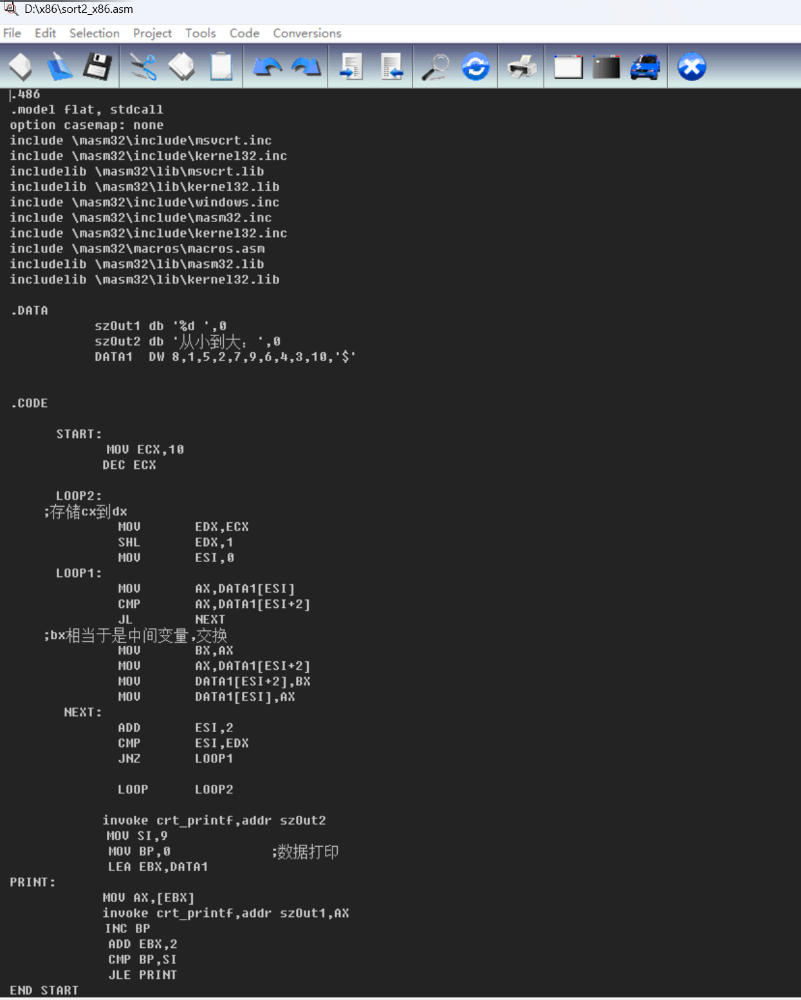 D:\x86\sort2_x86.asm
File Edit Selection Project Tools Code Conversions
.486
.model flat, stdcall
option casemap: none
include \masm32\include\msvcrt.inc
include \masm32\include\kernel32.inc
includelib \masm32\lib\msvcrt.lib
includelib \masm32\lib\kernel32.lib
include \masm32\include\windows.inc
include \masm32\include\masm32.inc
include \masm32\include\kernel32.inc
include \masm32\macros\macros.asm
includelib \masm32\lib\masm32.lib
includelib \masm32\lib\kernel32.lib
.DATA
szOut1 db '%d ',0
szOut2 db '从小到大：',0
DATA1 DW 8,1,5,2,7,9,6,4,3,10,'$'
.CODE
START:
MOV ECX,10
DEC ECX
LOOP2:
;存储cx到dx
MOV EDX,ECX
SHL EDX,1
MOV ESI,0
LOOP1:
MOV AX,DATA1[ESI]
CMP AX,DATA1[ESI+2]
JL NEXT
;bx相当于是中间变量,交换
MOV BX,AX
MOV AX,DATA1[ESI+2]
MOV DATA1[ESI+2],BX
MOV DATA1[ESI],AX
NEXT:
ADD ESI,2
CMP ESI,EDX
JNZ LOOP1
LOOP LOOP2
invoke crt_printf,addr szOut2
MOV SI,9
MOV BP,0 ;数据打印
LEA EBX,DATA1
PRINT:
MOV AX,[EBX]
invoke crt_printf,addr szOut1,AX
INC BP
ADD EBX,2
CMP BP,SI
JLE PRINT
END START